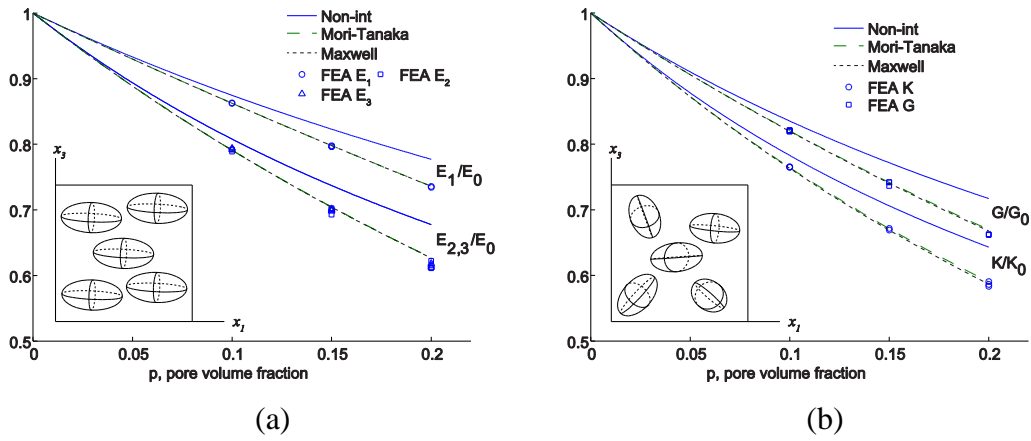 1
0.9
0.8
0.7
0.6
0.5
0
0.05
0.1
0.15
0.2
p, pore volume fraction
Non-int
Mori-Tanaka
Maxwell
FEA E1 FEA E2
FEA E3
E1/E0
E2,3/E0
x3
x1
(a)
1
0.9
0.8
0.7
0.6
0.5
0
0.05
0.1
0.15
0.2
p, pore volume fraction
Non-int
Mori-Tanaka
Maxwell
FEA K
FEA G
G/G0
K/K0
x3
x1
(b)